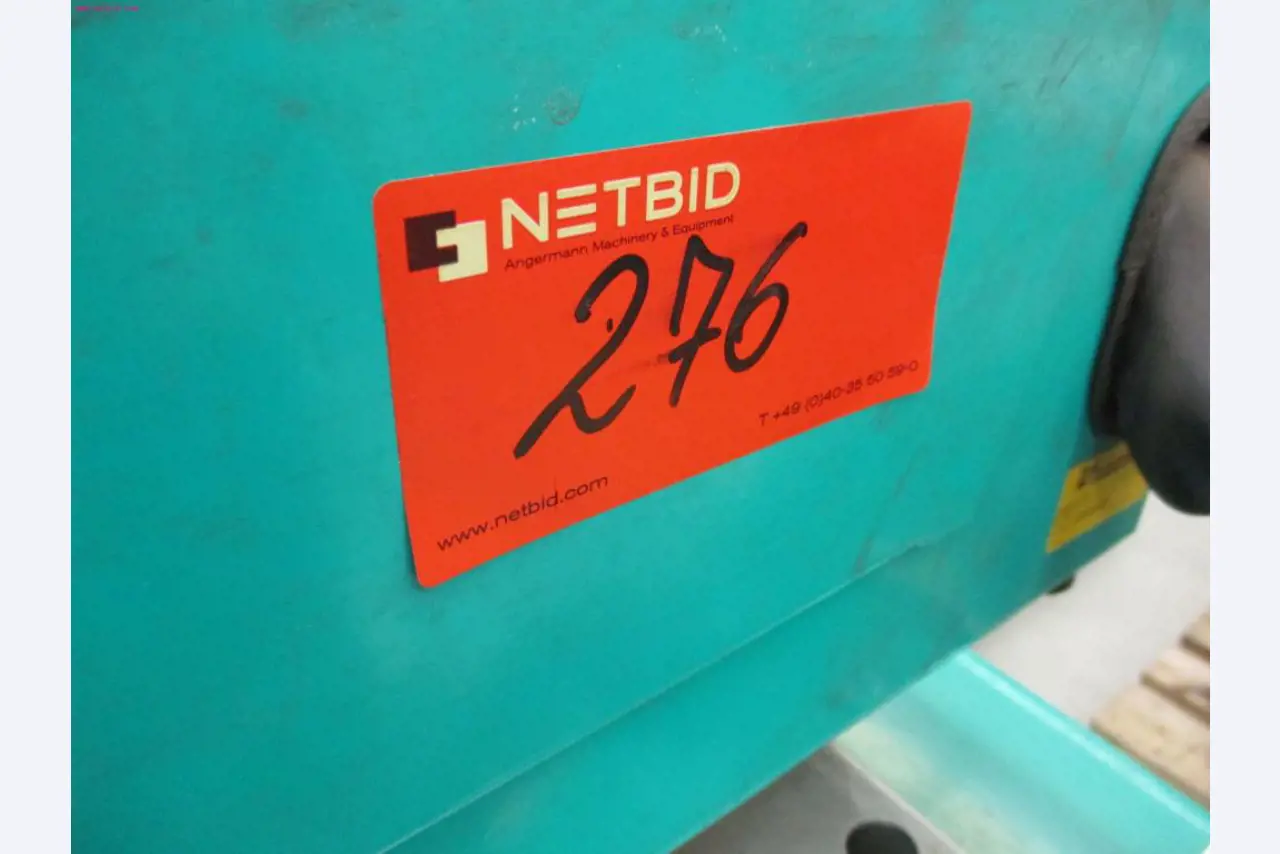 NETBID
Angermann Machinery & Equipment
276
T +49 (0)40-35 50 59-0
www.netbid.com